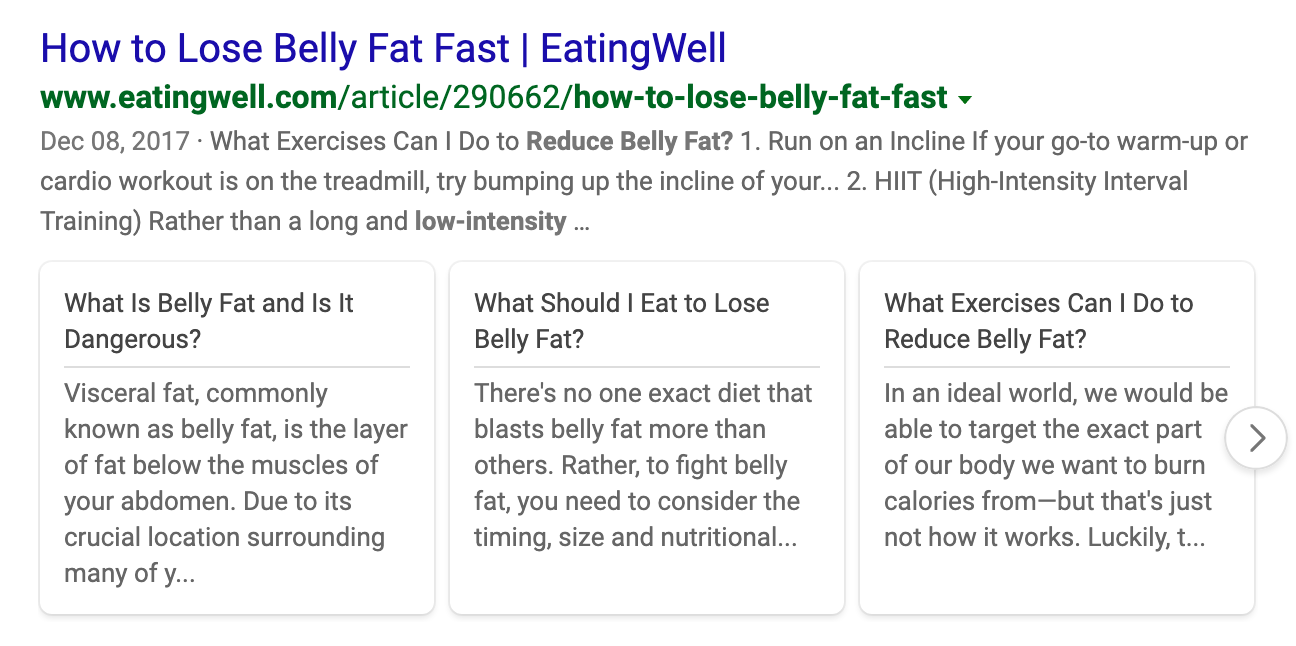 How to Lose Belly Fat Fast | EatingWell
www.eatingwell.com/article/290662/how-to-lose-belly-fat-fast
Dec 08, 2017 · What Exercises Can I Do to Reduce Belly Fat? 1. Run on an Incline If your go-to warm-up or
cardio workout is on the treadmill, try bumping up the incline of your... 2. HIIT (High-Intensity Interval
Training) Rather than a long and low-intensity ...
What Is Belly Fat and Is It
Dangerous?
Visceral fat, commonly
known as belly fat, is the layer
of fat below the muscles of
your abdomen. Due to its
crucial location surrounding
many of y...
What Should I Eat to Lose
Belly Fat?
There's no one exact diet that
blasts belly fat more than
others. Rather, to fight belly
fat, you need to consider the
timing, size and nutritional...
What Exercises Can I Do to
Reduce Belly Fat?
In an ideal world, we would be
able to target the exact part
of our body we want to burn
calories from—but that's just
not how it works. Luckily, t...